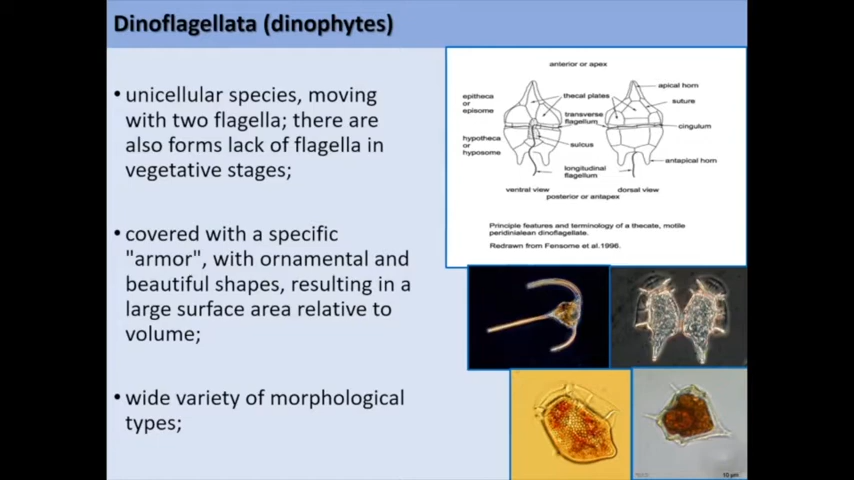 Dinoflagellata (dinophytes)
• unicellular species, moving
with two flagella; there are
also forms lack of flagella in
vegetative stages;
• covered with a specific
"armor", with ornamental and
beautiful shapes, resulting in a
large surface area relative to
volume;
• wide variety of morphological
types;
anterior or apex
epitheca
or
episome
thecal plates
apical horn
suture
transverse
flagellum
cingulum
hypotheca
or
hyposome
sulcus
antapical horn
longitudinal
flagellum
ventral view
dorsal view
posterior or antapex
Principle features and terminology of a thecate, motile
peridinialean dinoflagellate.
Redrawn from Fensome et al.1996.
10 µm